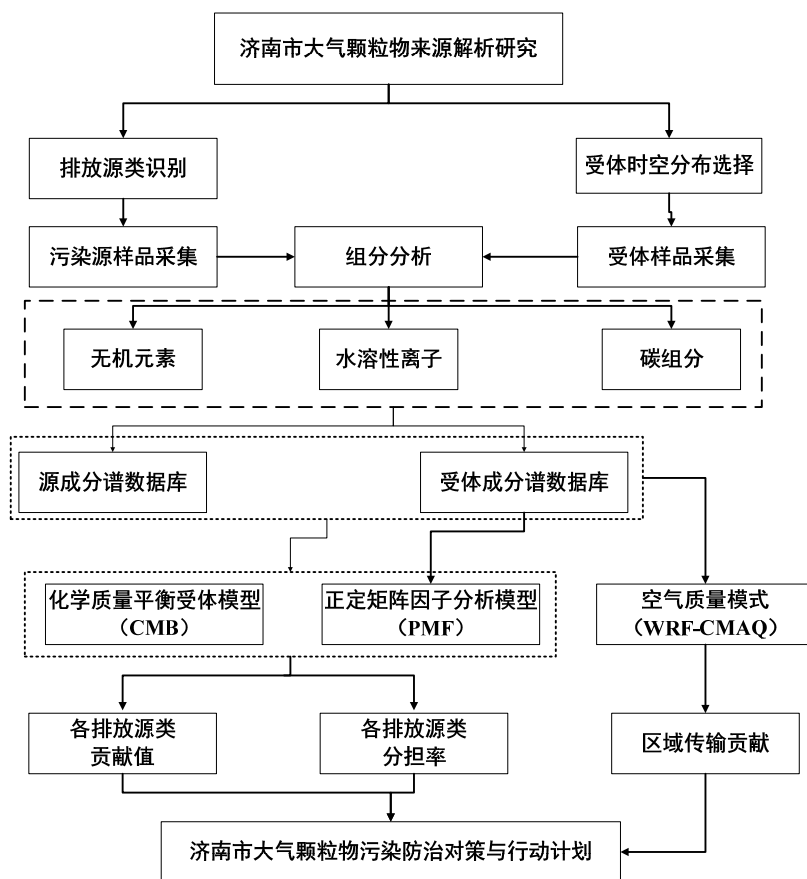 济南市大气颗粒物来源解析研究
排放源类识别
受体时空分布选择
污染源样品采集
组分分析
受体样品采集
无机元素
水溶性离子
碳组分
源成分谱数据库
受体成分谱数据库
化学质量平衡受体模型
（CMB）
正定矩阵因子分析模型
（PMF）
空气质量模式
（WRF-CMAQ）
各排放源类
贡献值
各排放源类
分担率
区域传输贡献
济南市大气颗粒物污染防治对策与行动计划